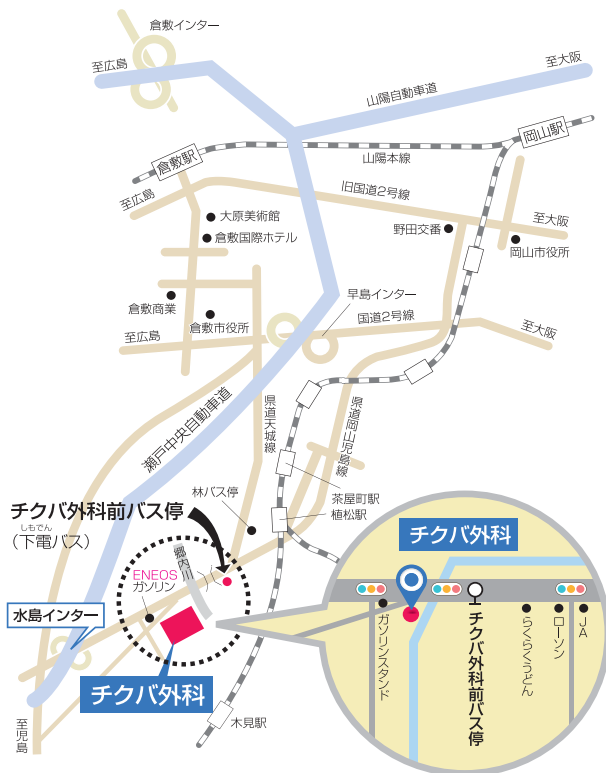 倉敷インター
至広島
至大阪
山陽自動車道
岡山駅
倉敷駅
山陽本線
至広島
旧国道2号線
大原美術館
倉敷国際ホテル
野田交番
至大阪
岡山市役所
倉敷商業
倉敷市役所
早島インター
国道2号線
至広島
至大阪
瀬戸中央自動車道
県道天城線
県道岡山児島線
林バス停
茶屋町駅
植松駅
チクバ外科前バス停
しもでん
(下電バス)
郷内川
ENEOS
ガソリン
水島インター
チクバ外科
至児島
木見駅
チクバ外科
ガソリンスタンド
チクバ外科前バス停
らくらくうどん
ローソン
JA